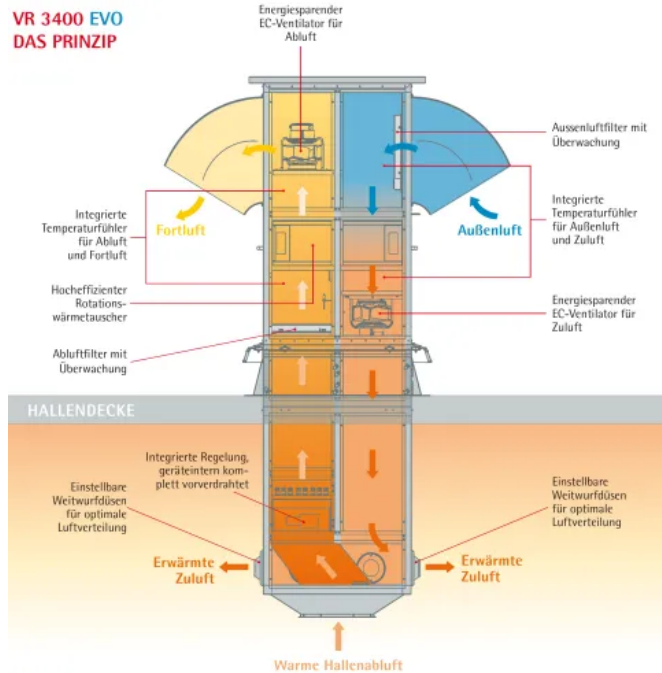 VR 3400 EVO
DAS PRINZIP
Energiesparender
EC-Ventilator für
Abluft
Aussenluftfilter mit
Überwachung
Integrierte
Temperaturfühler
für Abluft
und Fortluft
Fortluft
Außenluft
Integrierte
Temperaturfühler
für Außenluft
und Zuluft
Hocheffizienter
Rotations-
wärmetauscher
Energiesparender
EC-Ventilator für
Zuluft
Abluftfilter mit
Überwachung
HALLENDECKE
Integrierte Regelung,
geräteintern kom-
plett vorverdrahtet
Einstellbare
Weitwurfdüsen
für optimale
Luftverteilung
Einstellbare
Weitwurfdüsen
für optimale
Luftverteilung
Erwärmte
Zuluft
Erwärmte
Zuluft
Warme Hallenabluft